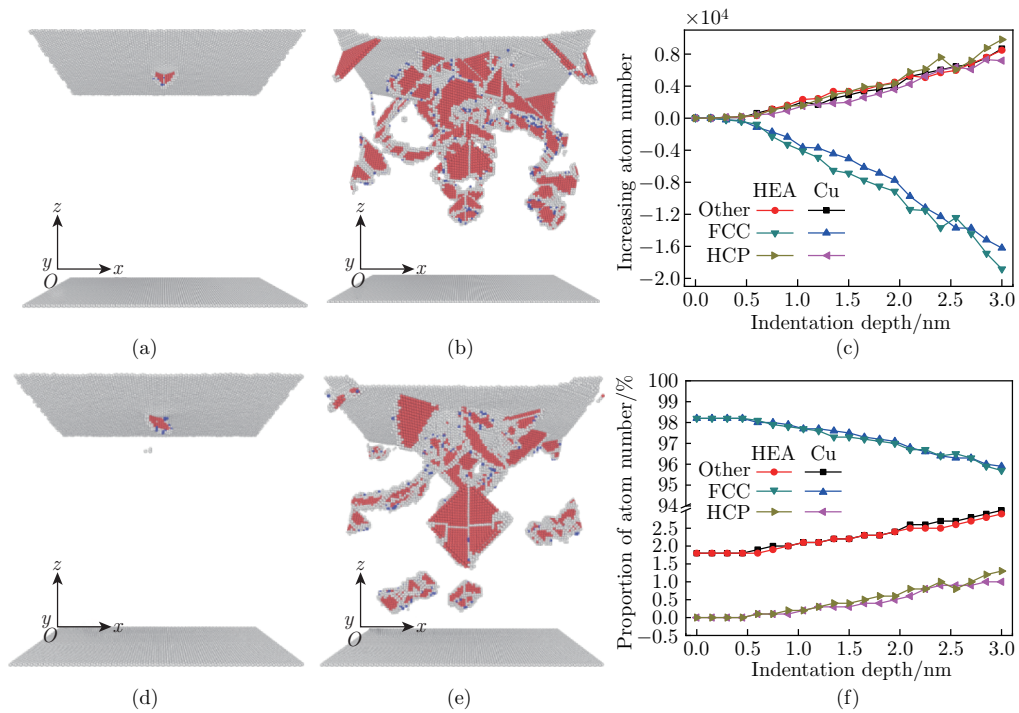 z
y
O
x
(a)
z
y
O
x
(b)
×10⁴
Increasing atom number
0.8
0.4
0.0
−0.4
−0.8
−1.2
−1.6
−2.0
HEA Cu
Other
FCC
HCP
0 0.5 1.0 1.5 2.0 2.5 3.0
Indentation depth/nm
(c)
z
y
O
x
(d)
z
y
O
x
(e)
Proportion of atom number/%
100
99
98
97
96
95
94
2.5
2.0
1.5
1.0
0.5
0.0
−0.5
HEA Cu
Other
FCC
HCP
0.0 0.5 1.0 1.5 2.0 2.5 3.0
Indentation depth/nm
(f)